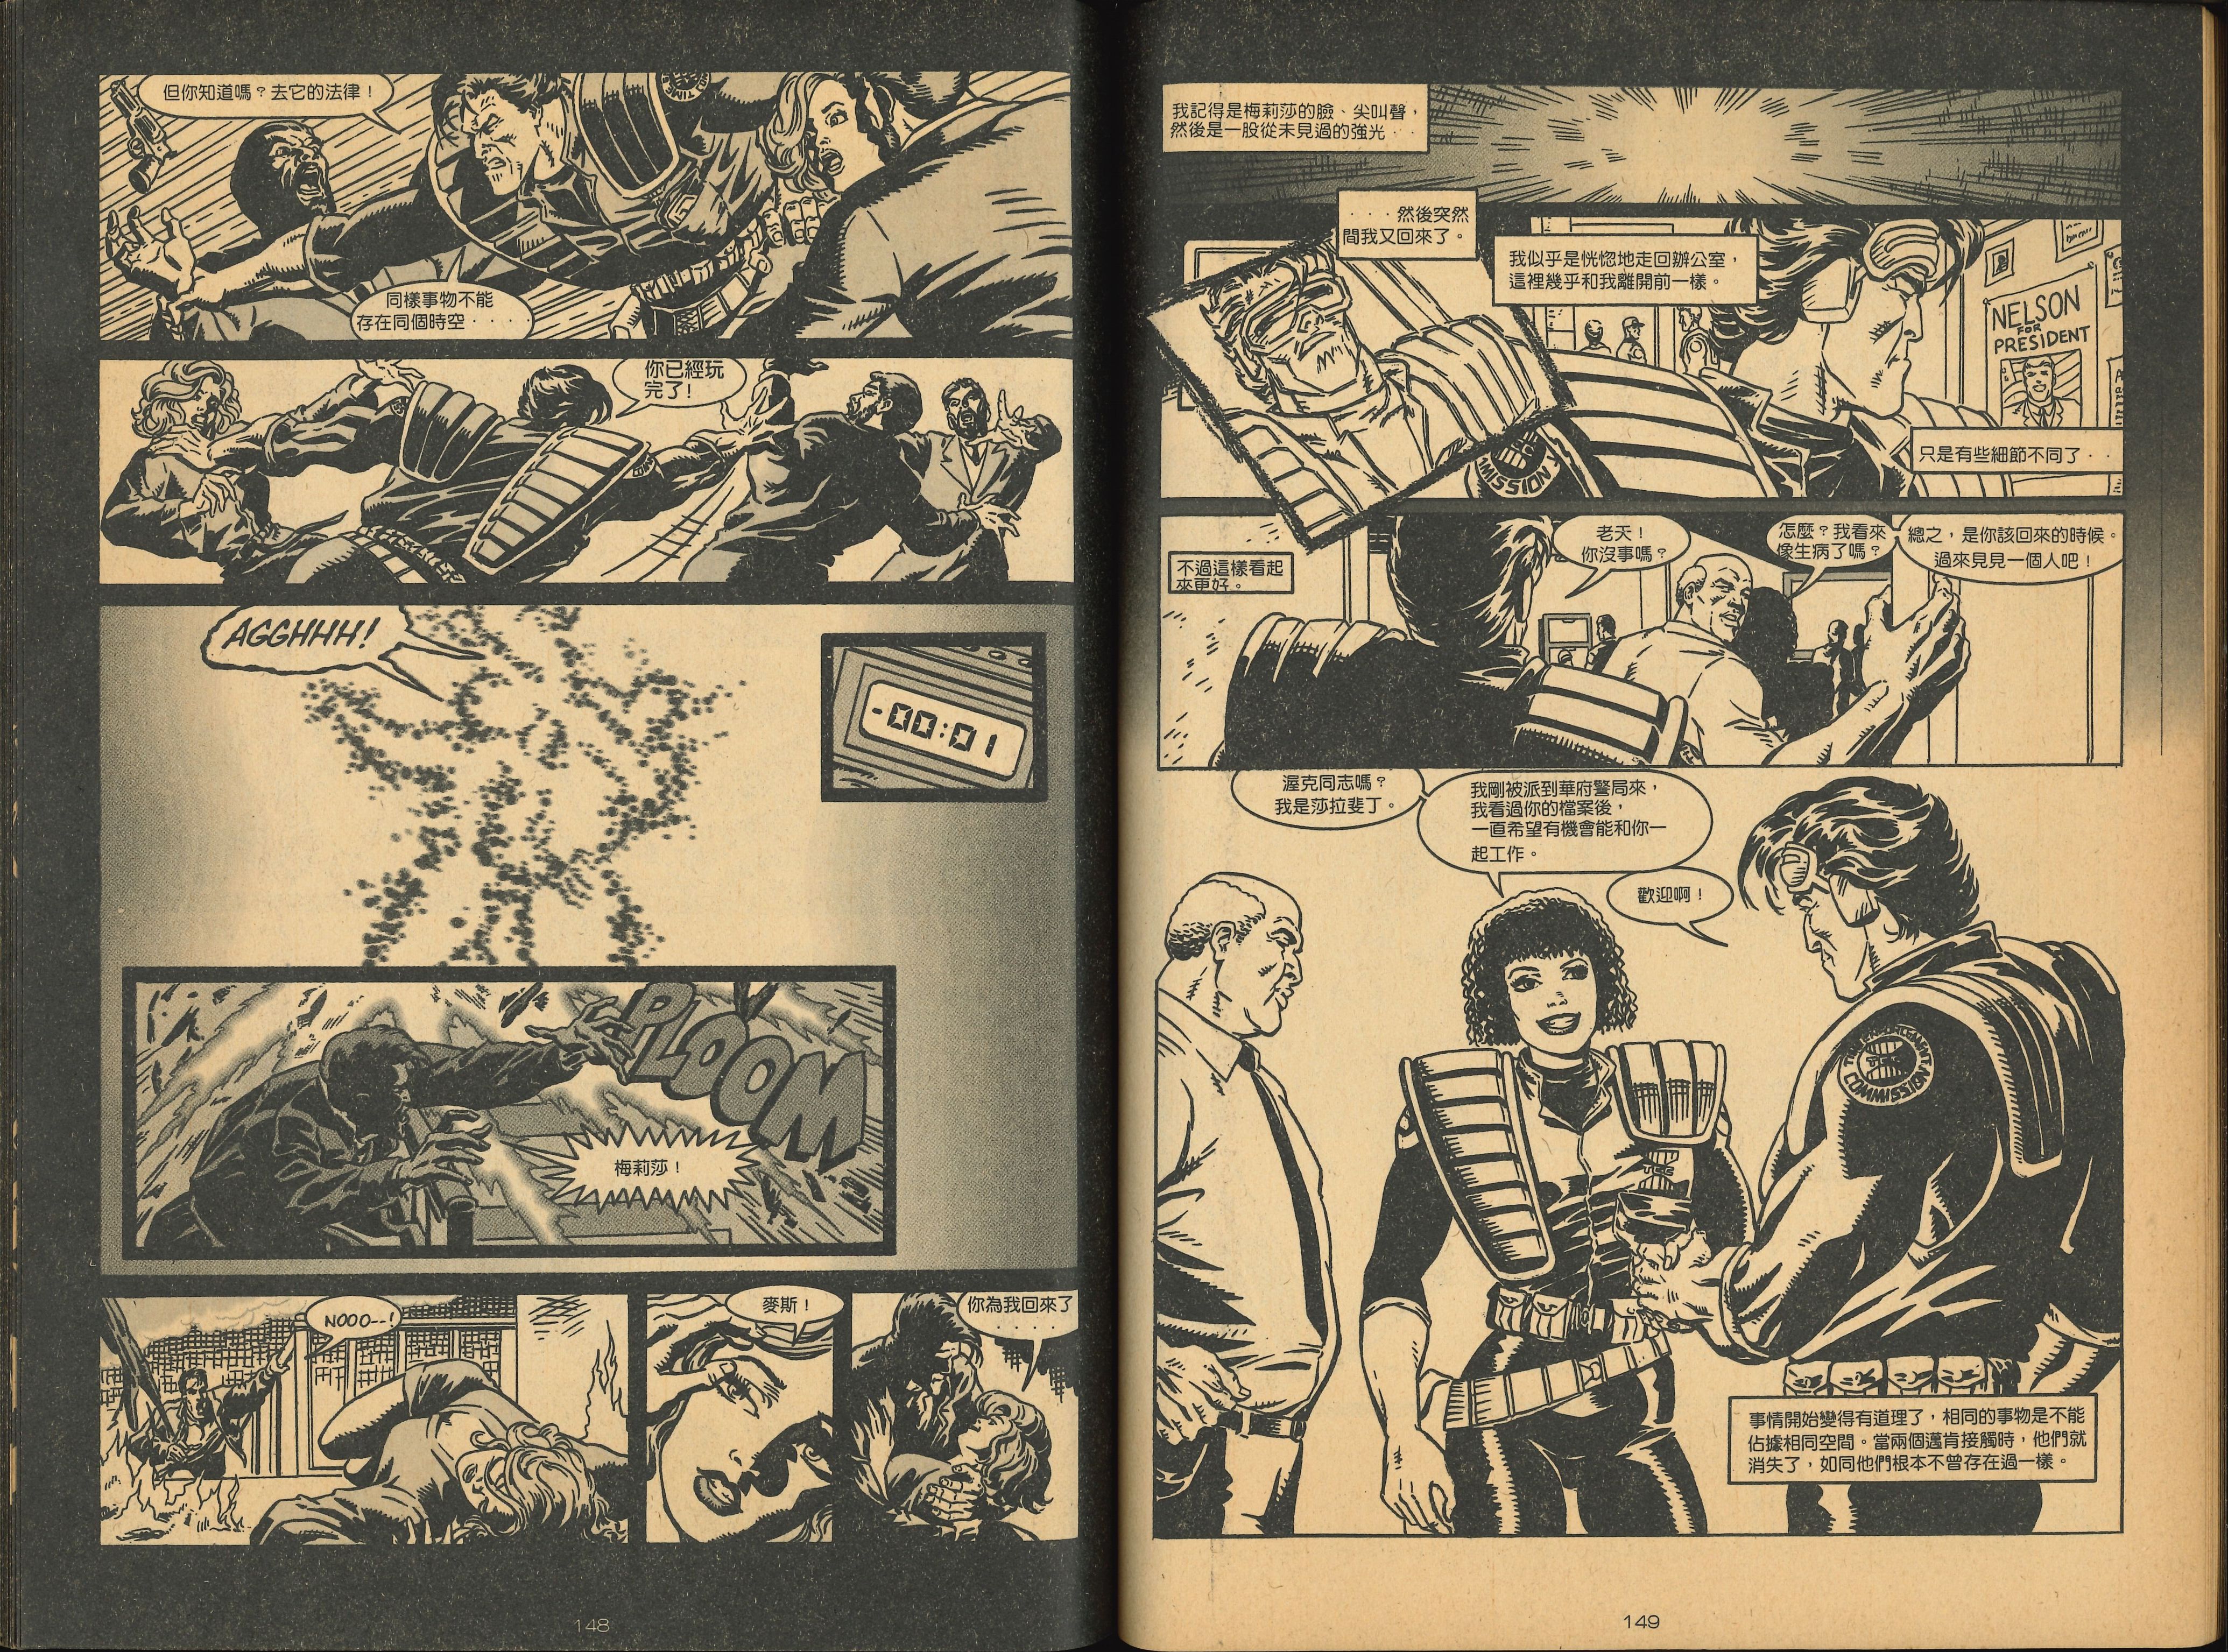 但你知道嗎？去它的法律！
TIME
同樣事物不能
存在同個時空．．．
你已經玩
完了！
AGGHHH!
-00:01
PLOOM
梅莉莎！
NOOO--!
麥斯！
你為我回來了
．．．．．
148
我記得是梅莉莎的臉、尖叫聲，
然後是一股從未見過的強光．．
．．．然後突然
間我又回來了。
我似乎是恍惚地走回辦公室，
這裡幾乎和我離開前一樣。
NELSON
FOR
PRESIDENT
MISSION
只是有些細節不同了．．
不過這樣看起
來更好。
老天！
你沒事嗎？
怎麼？我看來
像生病了嗎？
總之，是你該回來的時候。
過來見見一個人吧！
渥克同志嗎？
我是莎拉斐丁。
我剛被派到華府警局來，
我看過你的檔案後，
一直希望有機會能和你一
起工作。
歡迎啊！
TEC
COMMISSION
事情開始變得有道理了，相同的事物是不能
佔據相同空間。當兩個邁肯接觸時，他們就
消失了，如同他們根本不曾存在過一樣。
149